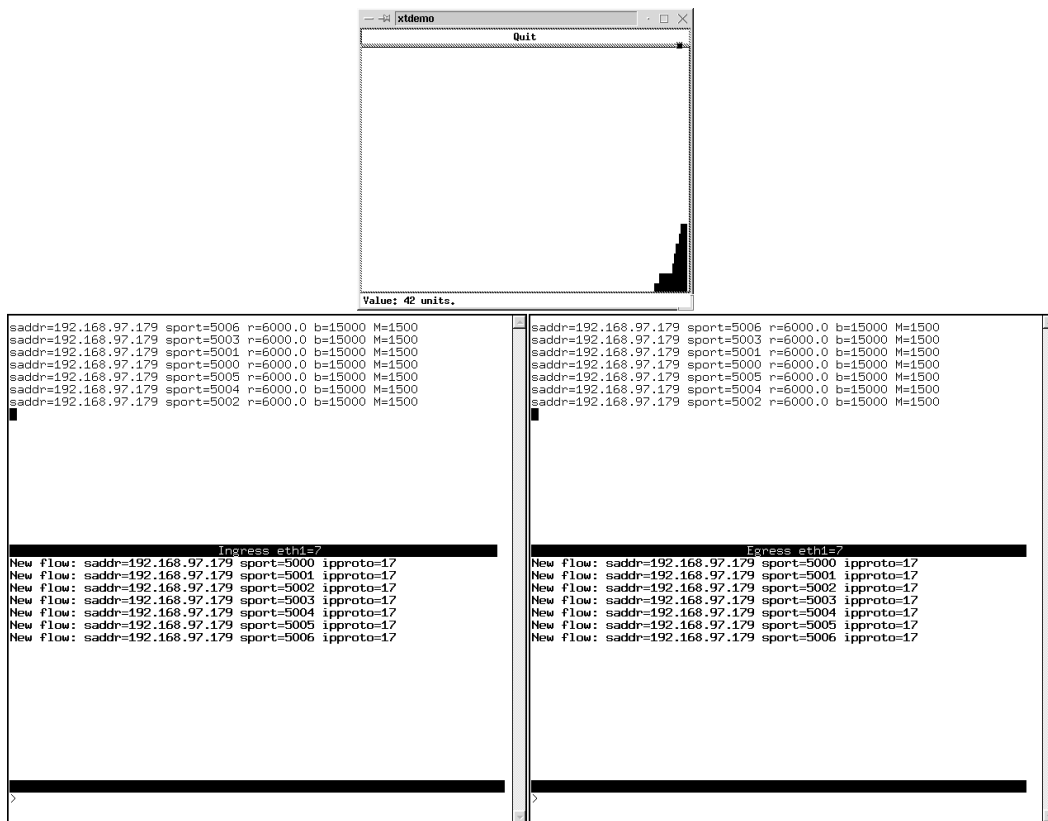 xtdemo
Quit
Value: 42 units.
saddr=192.168.97.179 sport=5006 r=6000.0 b=15000 M=1500
saddr=192.168.97.179 sport=5003 r=6000.0 b=15000 M=1500
saddr=192.168.97.179 sport=5001 r=6000.0 b=15000 M=1500
saddr=192.168.97.179 sport=5000 r=6000.0 b=15000 M=1500
saddr=192.168.97.179 sport=5005 r=6000.0 b=15000 M=1500
saddr=192.168.97.179 sport=5004 r=6000.0 b=15000 M=1500
saddr=192.168.97.179 sport=5002 r=6000.0 b=15000 M=1500
Ingress eth1=7
New flow: saddr=192.168.97.179 sport=5000 ipproto=17
New flow: saddr=192.168.97.179 sport=5001 ipproto=17
New flow: saddr=192.168.97.179 sport=5002 ipproto=17
New flow: saddr=192.168.97.179 sport=5003 ipproto=17
New flow: saddr=192.168.97.179 sport=5004 ipproto=17
New flow: saddr=192.168.97.179 sport=5005 ipproto=17
New flow: saddr=192.168.97.179 sport=5006 ipproto=17
>
saddr=192.168.97.179 sport=5006 r=6000.0 b=15000 M=1500
saddr=192.168.97.179 sport=5003 r=6000.0 b=15000 M=1500
saddr=192.168.97.179 sport=5001 r=6000.0 b=15000 M=1500
saddr=192.168.97.179 sport=5000 r=6000.0 b=15000 M=1500
saddr=192.168.97.179 sport=5005 r=6000.0 b=15000 M=1500
saddr=192.168.97.179 sport=5004 r=6000.0 b=15000 M=1500
saddr=192.168.97.179 sport=5002 r=6000.0 b=15000 M=1500
Egress eth1=7
New flow: saddr=192.168.97.179 sport=5000 ipproto=17
New flow: saddr=192.168.97.179 sport=5001 ipproto=17
New flow: saddr=192.168.97.179 sport=5002 ipproto=17
New flow: saddr=192.168.97.179 sport=5003 ipproto=17
New flow: saddr=192.168.97.179 sport=5004 ipproto=17
New flow: saddr=192.168.97.179 sport=5005 ipproto=17
New flow: saddr=192.168.97.179 sport=5006 ipproto=17
>